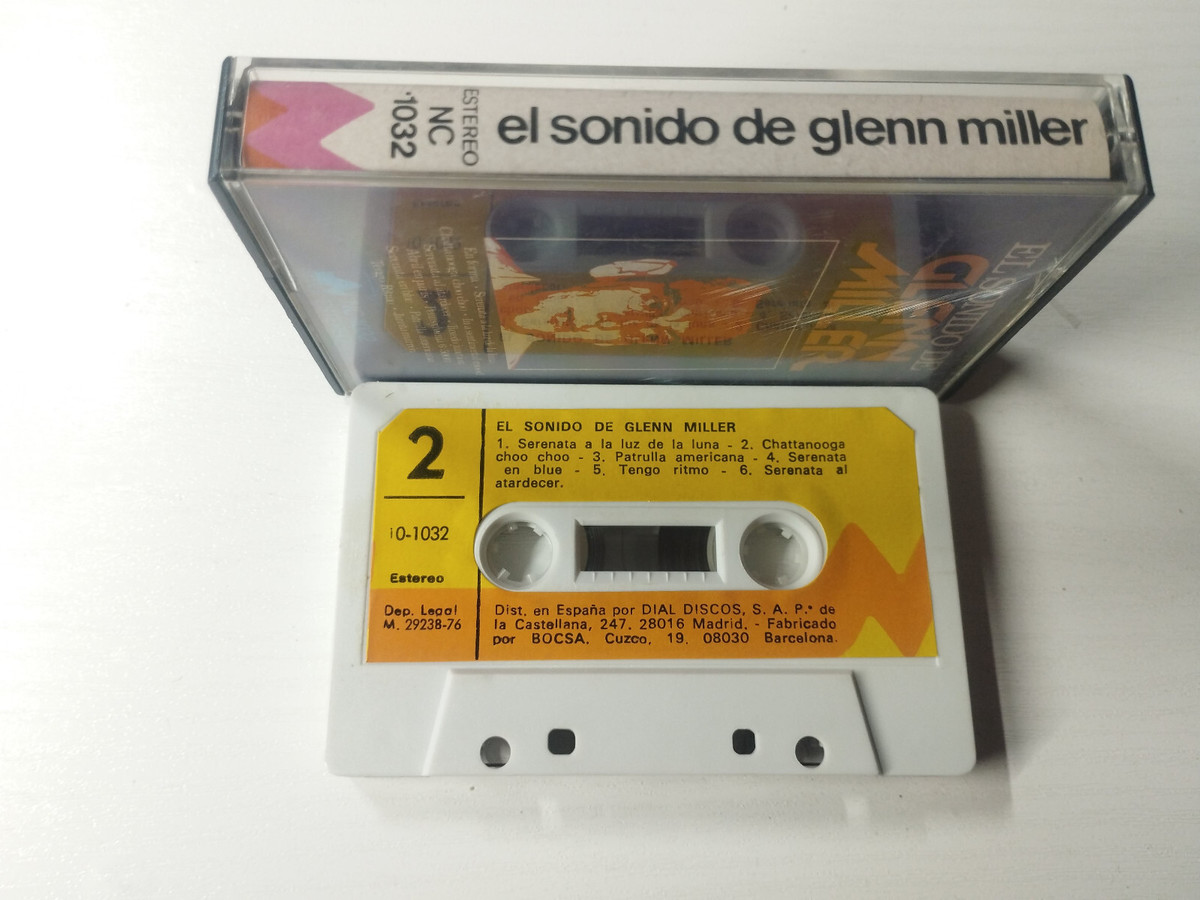 ESTEREO
NC
1032
el sonido de glenn miller
EL SONIDO DE
GLENN
MILLER
2
10-1032
Estereo
Dep. Legal
M. 29238-76
EL SONIDO DE GLENN MILLER
1. Serenata a la luz de la luna - 2. Chattanooga
choo choo - 3. Patrulla americana - 4. Serenata
en blue - 5. Tengo ritmo - 6. Serenata al
atardecer.
Dist. en España por DIAL DISCOS, S. A. P.º de
la Castellana, 247. 28016 Madrid. - Fabricado
por BOCSA. Cuzco, 19. 08030 Barcelona.